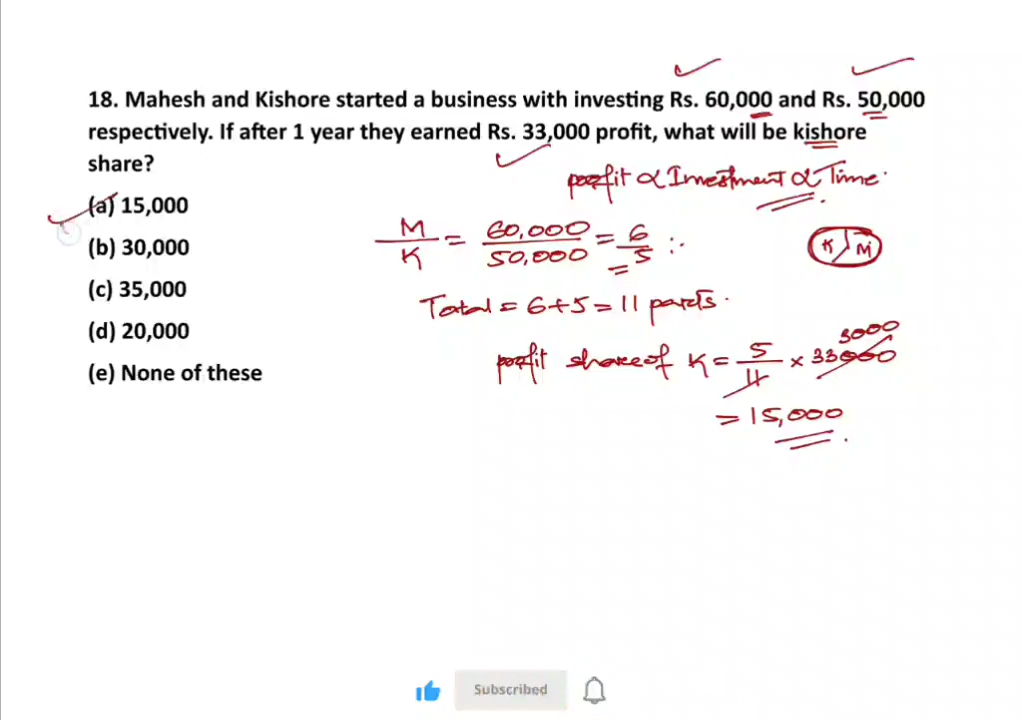 18. Mahesh and Kishore started a business with investing Rs. 60,000 and Rs. 50,000
respectively. If after 1 year they earned Rs. 33,000 profit, what will be kishore
share?
profit ∝ Investment ∝ Time.
(a) 15,000
(b) 30,000
(c) 35,000
(d) 20,000
(e) None of these
M/K = 60,000/50,000 = 6/5 :.
K M
Total = 6+5 = 11 parts.
profit share of K = 5/11 × 33000 3000
= 15,000.
Subscribed